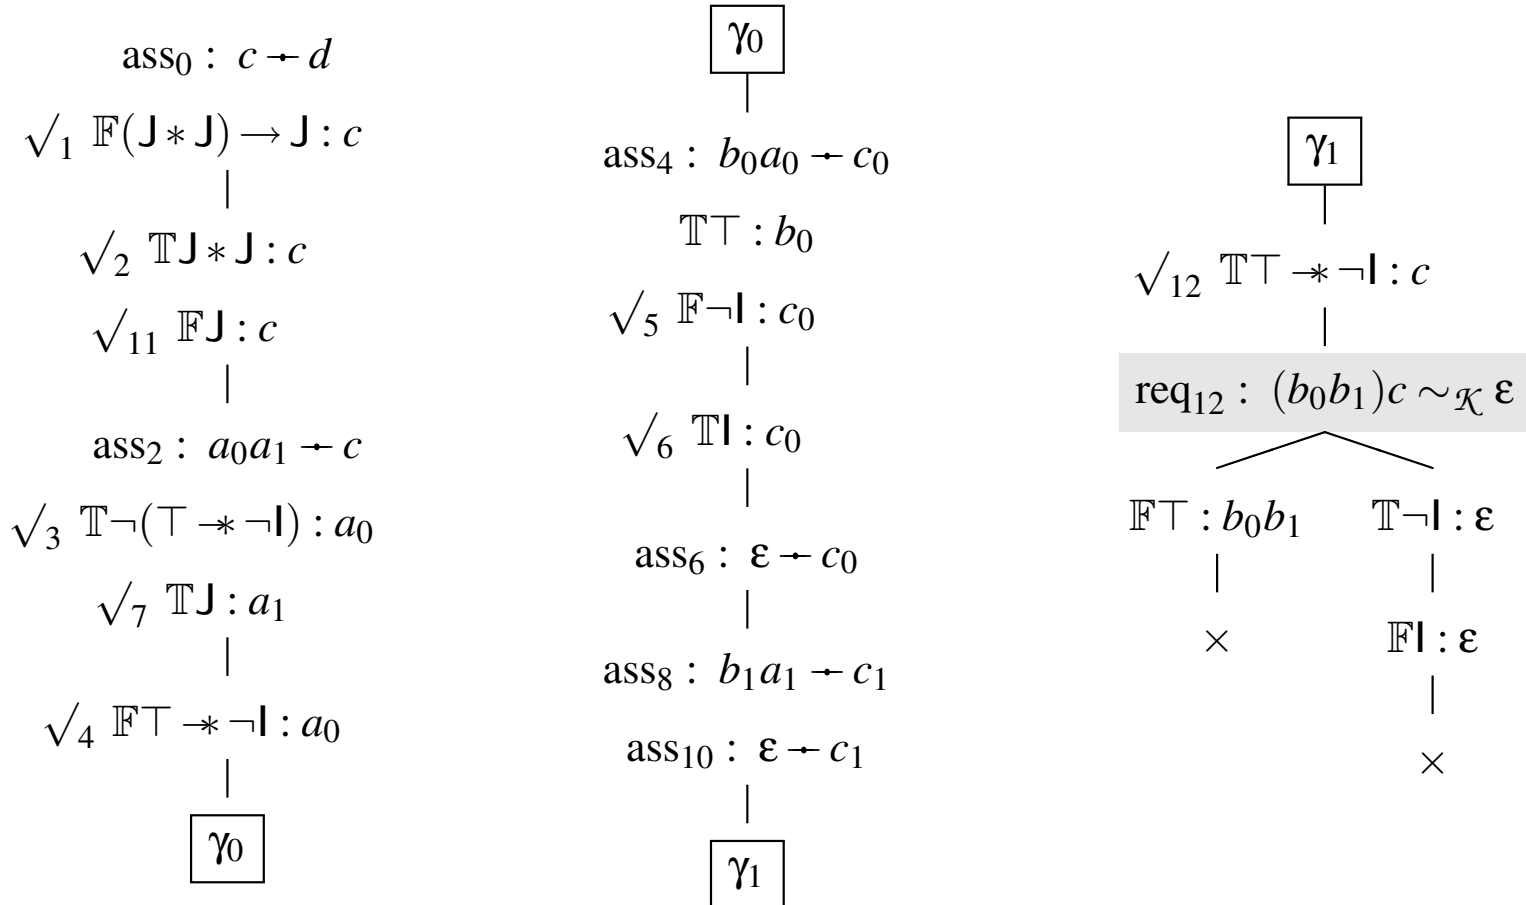 ass₀ : c ⤙ d
√₁ 𝔽(J ∗ J) → J : c
√₂ 𝕋J ∗ J : c
√₁₁ 𝔽J : c
ass₂ : a₀a₁ ⤙ c
√₃ 𝕋¬(⊤ −∗ ¬I) : a₀
√₇ 𝕋J : a₁
√₄ 𝔽⊤ −∗ ¬I : a₀
γ₀
γ₀
ass₄ : b₀a₀ ⤙ c₀
𝕋⊤ : b₀
√₅ 𝔽¬I : c₀
√₆ 𝕋I : c₀
ass₆ : ε ⤙ c₀
ass₈ : b₁a₁ ⤙ c₁
ass₁₀ : ε ⤙ c₁
γ₁
γ₁
√₁₂ 𝕋⊤ −∗ ¬I : c
req₁₂ : (b₀b₁)c ∼𝒦 ε
𝔽⊤ : b₀b₁ 𝕋¬I : ε
× 𝔽I : ε
×